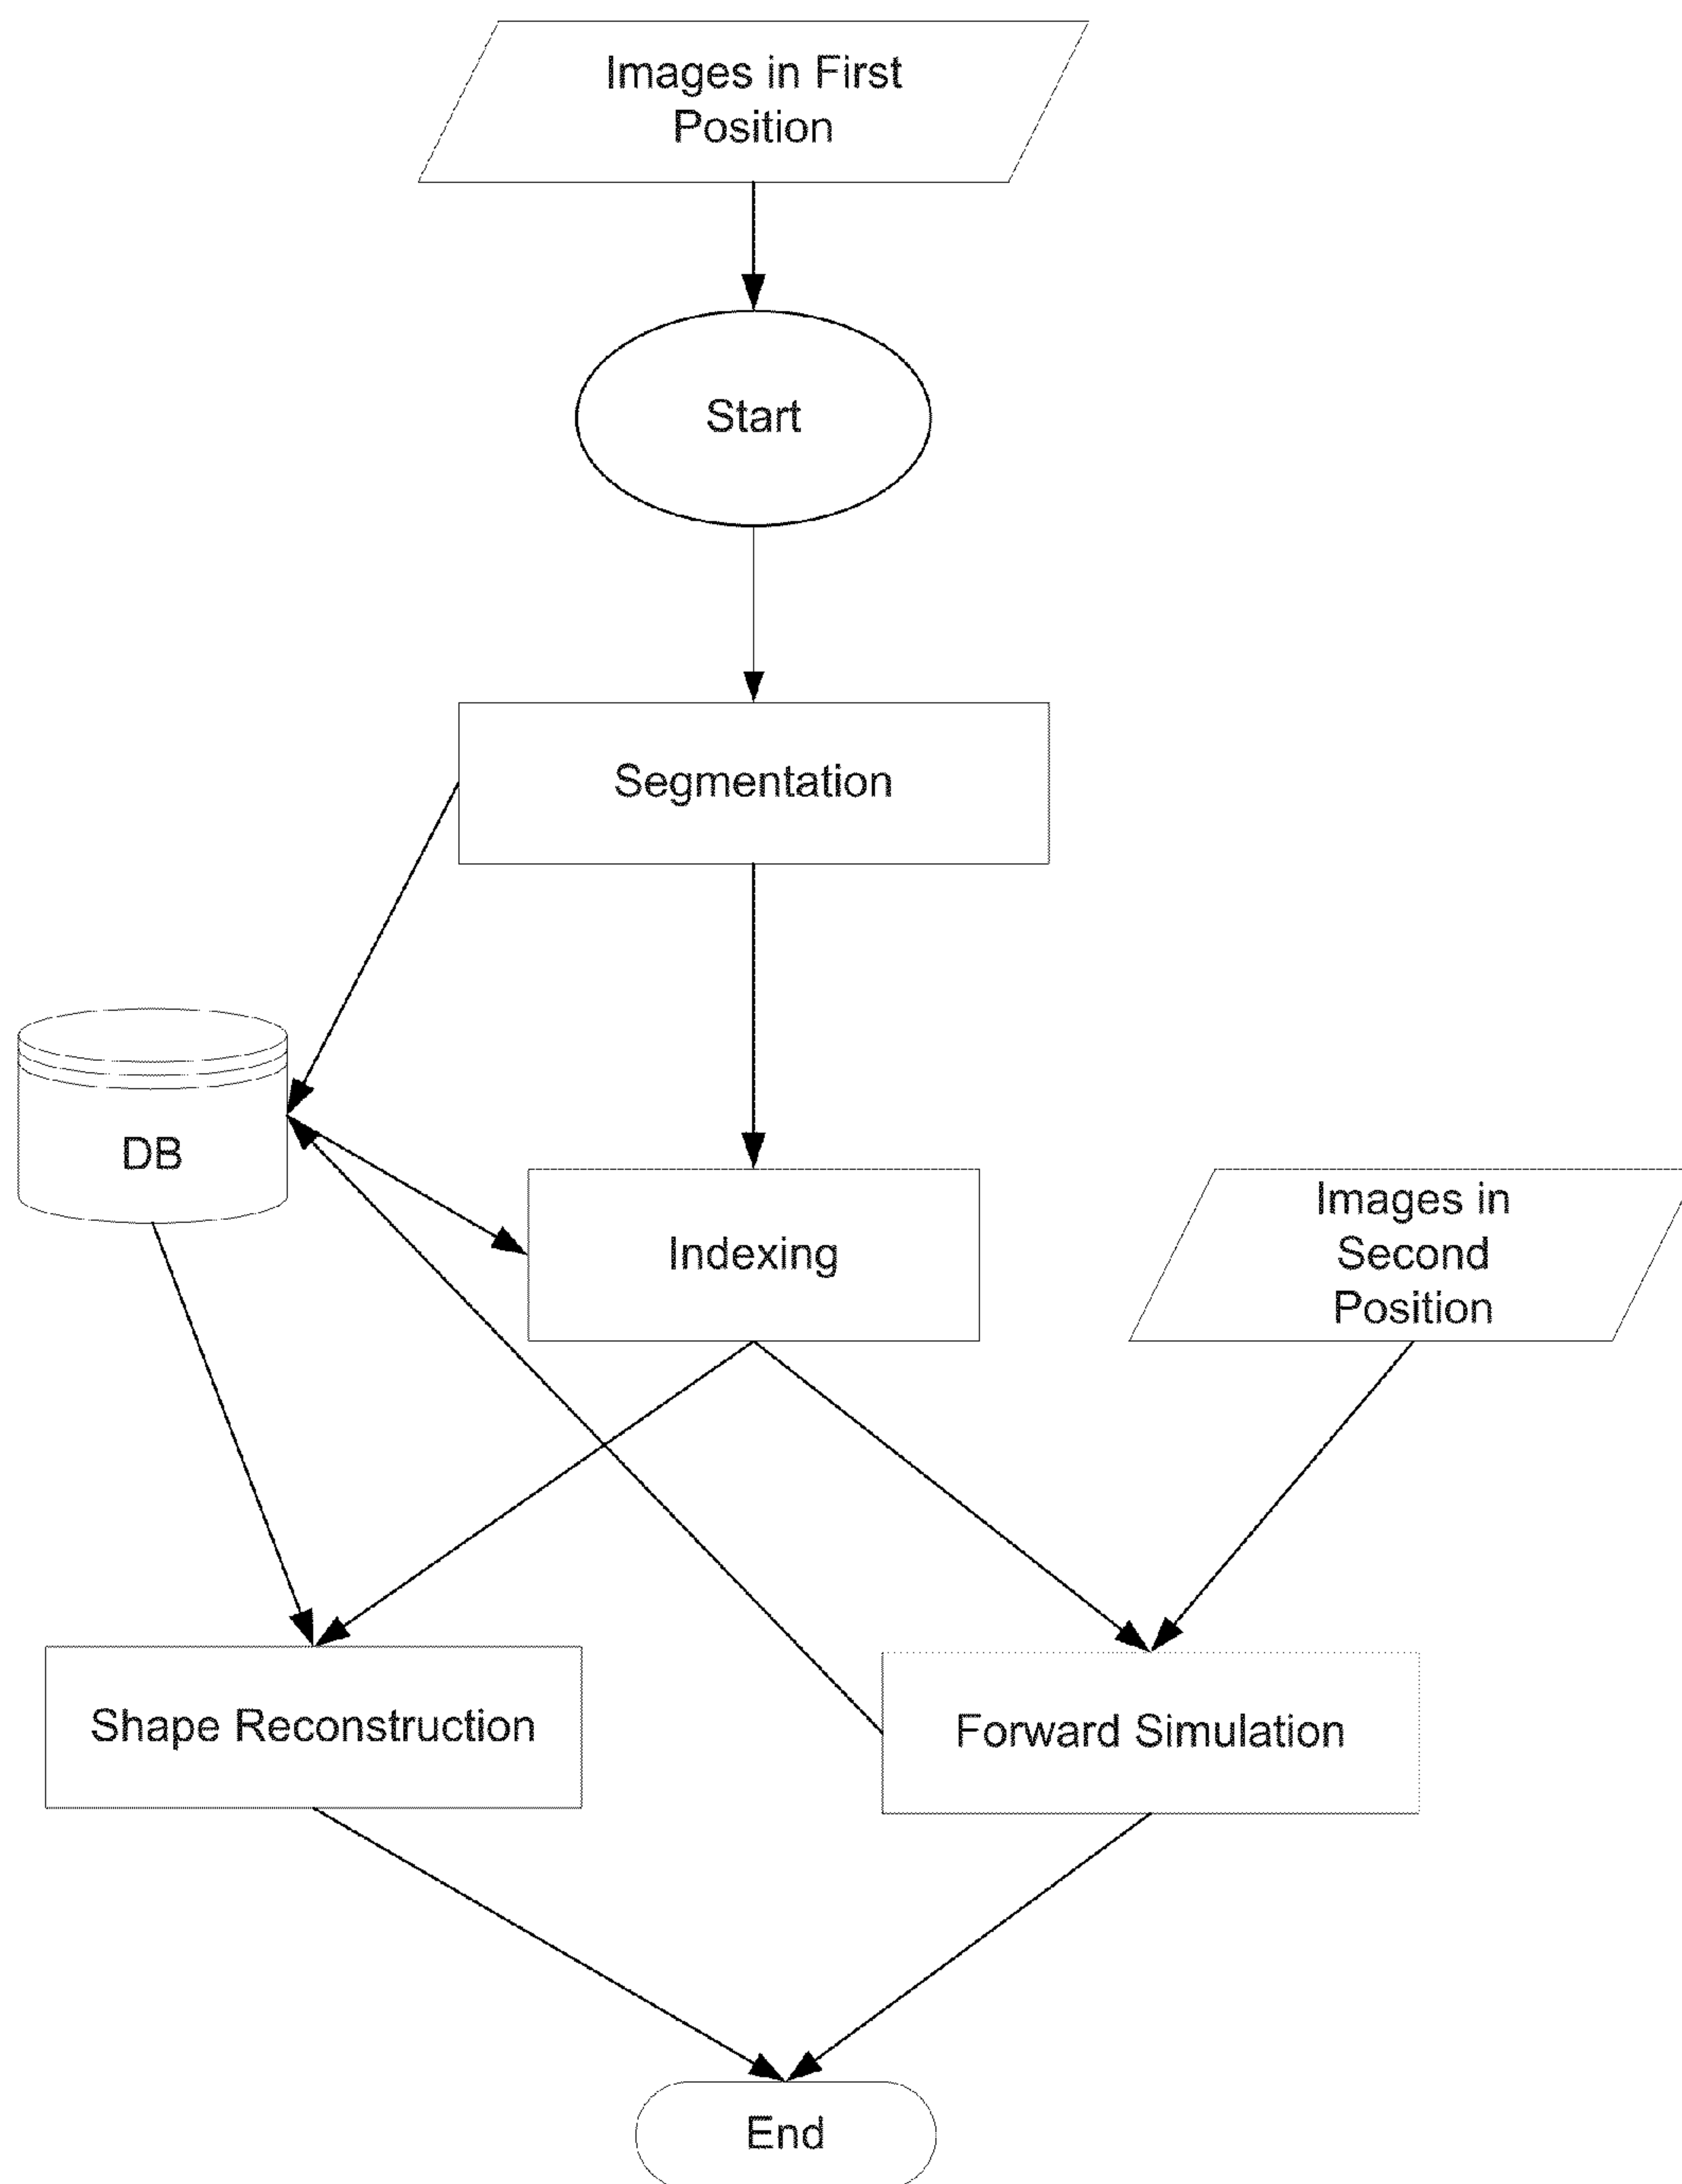 Images in First
Position
Start
Segmentation
DB
Indexing
Images in
Second
Position
Shape Reconstruction
Forward Simulation
End